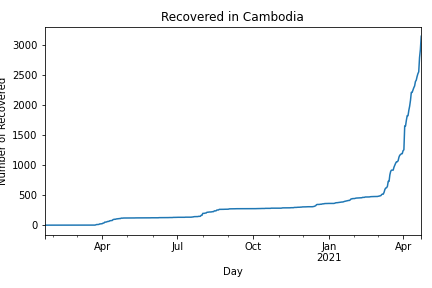 Recovered in Cambodia
Number of Recovered
3000
2500
2000
1500
1000
500
0
Apr
Jul
Oct
Jan
2021
Apr
Day